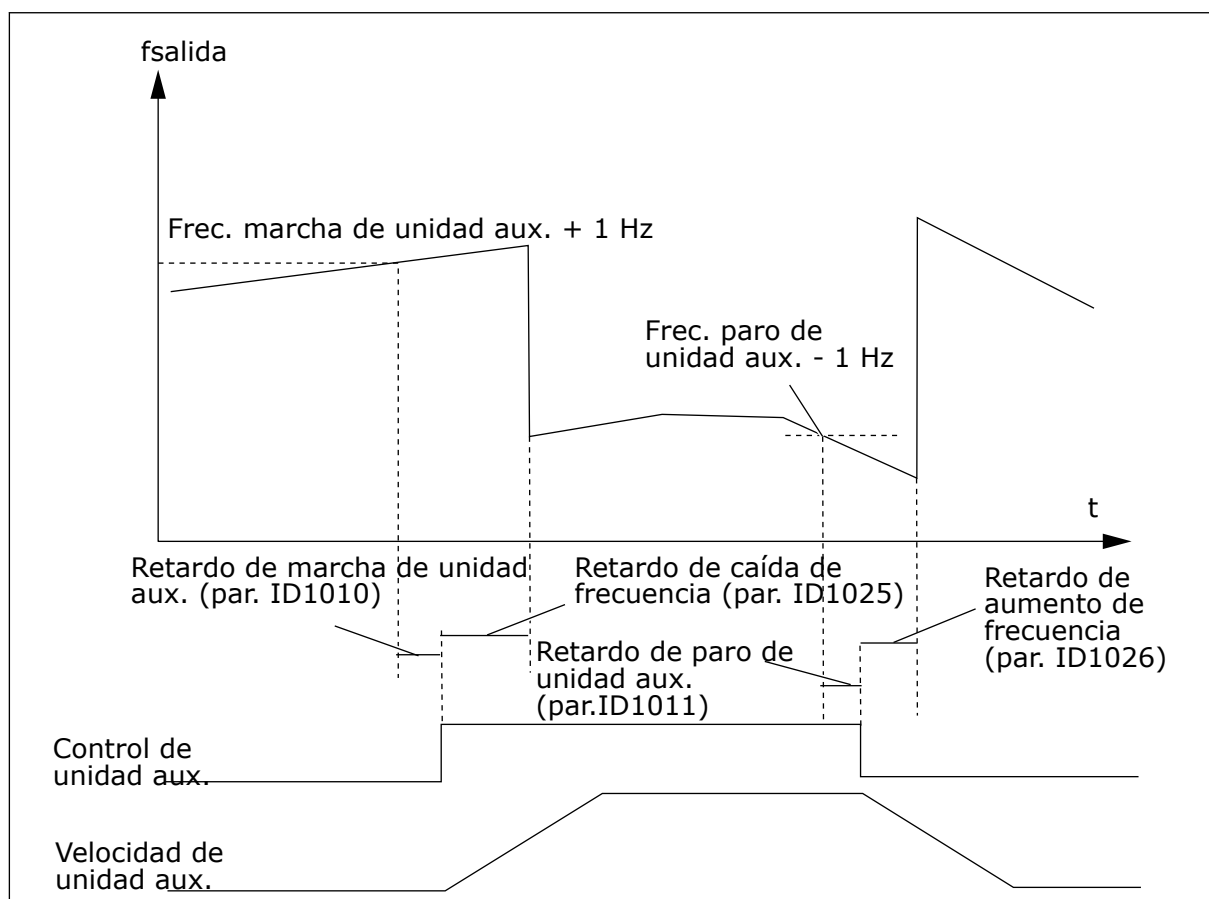 fsalida
Frec. marcha de unidad aux. + 1 Hz
Frec. paro de
unidad aux. - 1 Hz
t
Retardo de marcha de unidad
aux. (par. ID1010)
Retardo de caída de
frecuencia (par. ID1025)
Retardo de
aumento de
frecuencia
(par. ID1026)
Retardo de paro de
unidad aux.
(par.ID1011)
Control de
unidad aux.
Velocidad de
unidad aux.